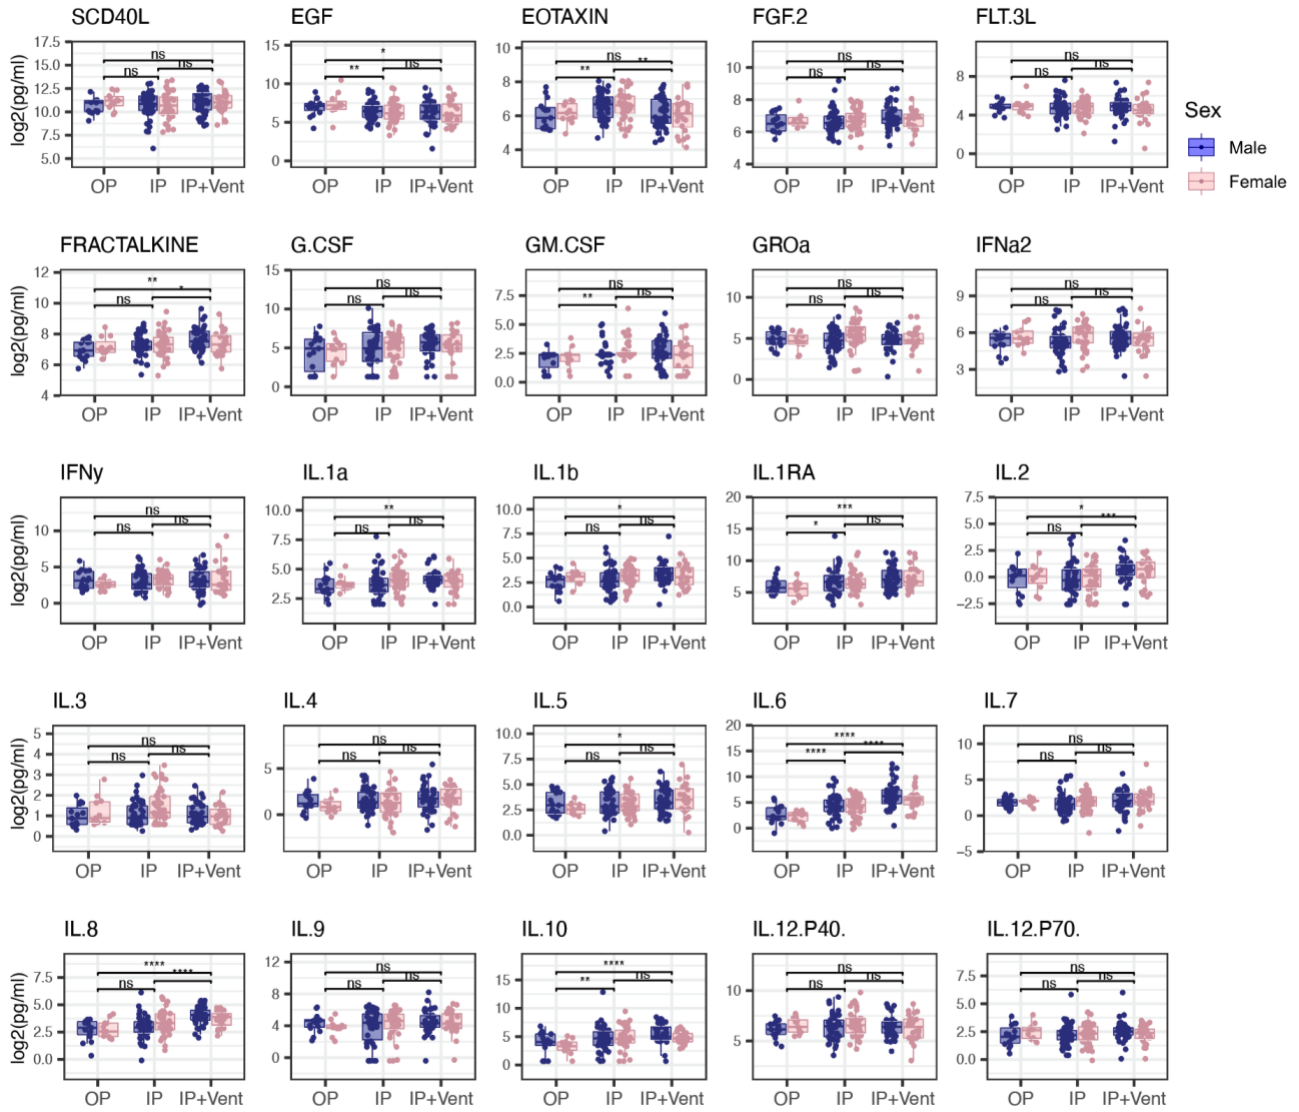 SCD40L EGF EOTAXIN FGF.2 FLT.3L
17.5 15.0 12.5 10.0 7.5 5.0
log2(pg/ml)
ns ns ns
15 10 5 0
* ** ns
10 8 6 4
ns ** **
10 8 6 4
ns ns ns
8 4 0
ns ns ns
OP IP IP+Vent OP IP IP+Vent OP IP IP+Vent OP IP IP+Vent OP IP IP+Vent
Sex
Male
Female
FRACTALKINE G.CSF GM.CSF GROa IFNa2
12 10 8 6 4
log2(pg/ml)
** ns *
15 10 5 0
ns ns ns
7.5 5.0 2.5 0.0
ns ** ns
10 5 0
ns ns ns
9 6 3
ns ns ns
OP IP IP+Vent OP IP IP+Vent OP IP IP+Vent OP IP IP+Vent OP IP IP+Vent
IFNy IL.1a IL.1b IL.1RA IL.2
10 5 0
log2(pg/ml)
ns ns ns
10.0 7.5 5.0 2.5
** ns ns
10.0 7.5 5.0 2.5 0.0
* ns ns
20 15 10 5
*** * ns
7.5 5.0 2.5 0.0 −2.5
* ns ***
OP IP IP+Vent OP IP IP+Vent OP IP IP+Vent OP IP IP+Vent OP IP IP+Vent
IL.3 IL.4 IL.5 IL.6 IL.7
5 4 3 2 1 0
log2(pg/ml)
ns ns ns
5 0
ns ns ns
10.0 7.5 5.0 2.5 0.0
* ns ns
20 15 10 5 0
**** **** ****
10 5 0 −5
ns ns ns
OP IP IP+Vent OP IP IP+Vent OP IP IP+Vent OP IP IP+Vent OP IP IP+Vent
IL.8 IL.9 IL.10 IL.12.P40. IL.12.P70.
7.5 5.0 2.5 0.0
log2(pg/ml)
**** ns ****
12 8 4 0
ns ns ns
15 10 5 0
**** ** ns
10 5
ns ns ns
7.5 5.0 2.5 0.0
ns ns ns
OP IP IP+Vent OP IP IP+Vent OP IP IP+Vent OP IP IP+Vent OP IP IP+Vent